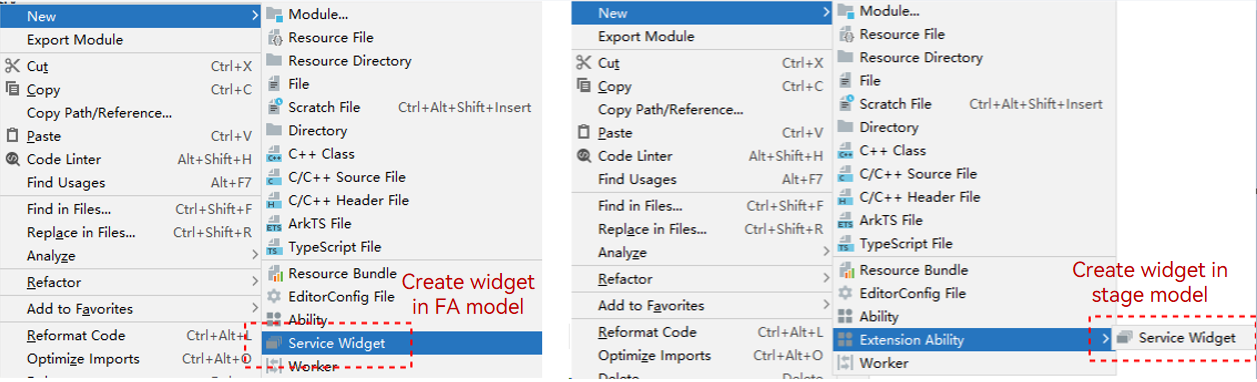 New
Export Module
Cut Ctrl+X
Copy Ctrl+C
Copy Path/Reference...
Paste Ctrl+V
Code Linter Alt+Shift+H
Find Usages Alt+F7
Find in Files... Ctrl+Shift+F
Replace in Files... Ctrl+Shift+R
Analyze
Refactor
Add to Favorites
Reformat Code Ctrl+Alt+L
Optimize Imports Ctrl+Alt+O
Module...
Resource File
Resource Directory
File
Scratch File Ctrl+Alt+Shift+Insert
Directory
C++ Class
C/C++ Source File
C/C++ Header File
ArkTS File
TypeScript File
Resource Bundle
EditorConfig File
Ability
Service Widget
Worker
Create widget
in FA model
New
Export Module
Cut Ctrl+X
Copy Ctrl+C
Copy Path/Reference...
Paste Ctrl+V
Code Linter Alt+Shift+H
Find Usages Alt+F7
Find in Files... Ctrl+Shift+F
Replace in Files... Ctrl+Shift+R
Analyze
Refactor
Add to Favorites
Reformat Code Ctrl+Alt+L
Optimize Imports Ctrl+Alt+O
Delete Delete
Module...
Resource File
Resource Directory
File
Scratch File Ctrl+Alt+Shift+Insert
Directory
C++ Class
C/C++ Source File
C/C++ Header File
ArkTS File
TypeScript File
Resource Bundle
EditorConfig File
Ability
Extension Ability
Worker
Create widget in
stage model
Service Widget